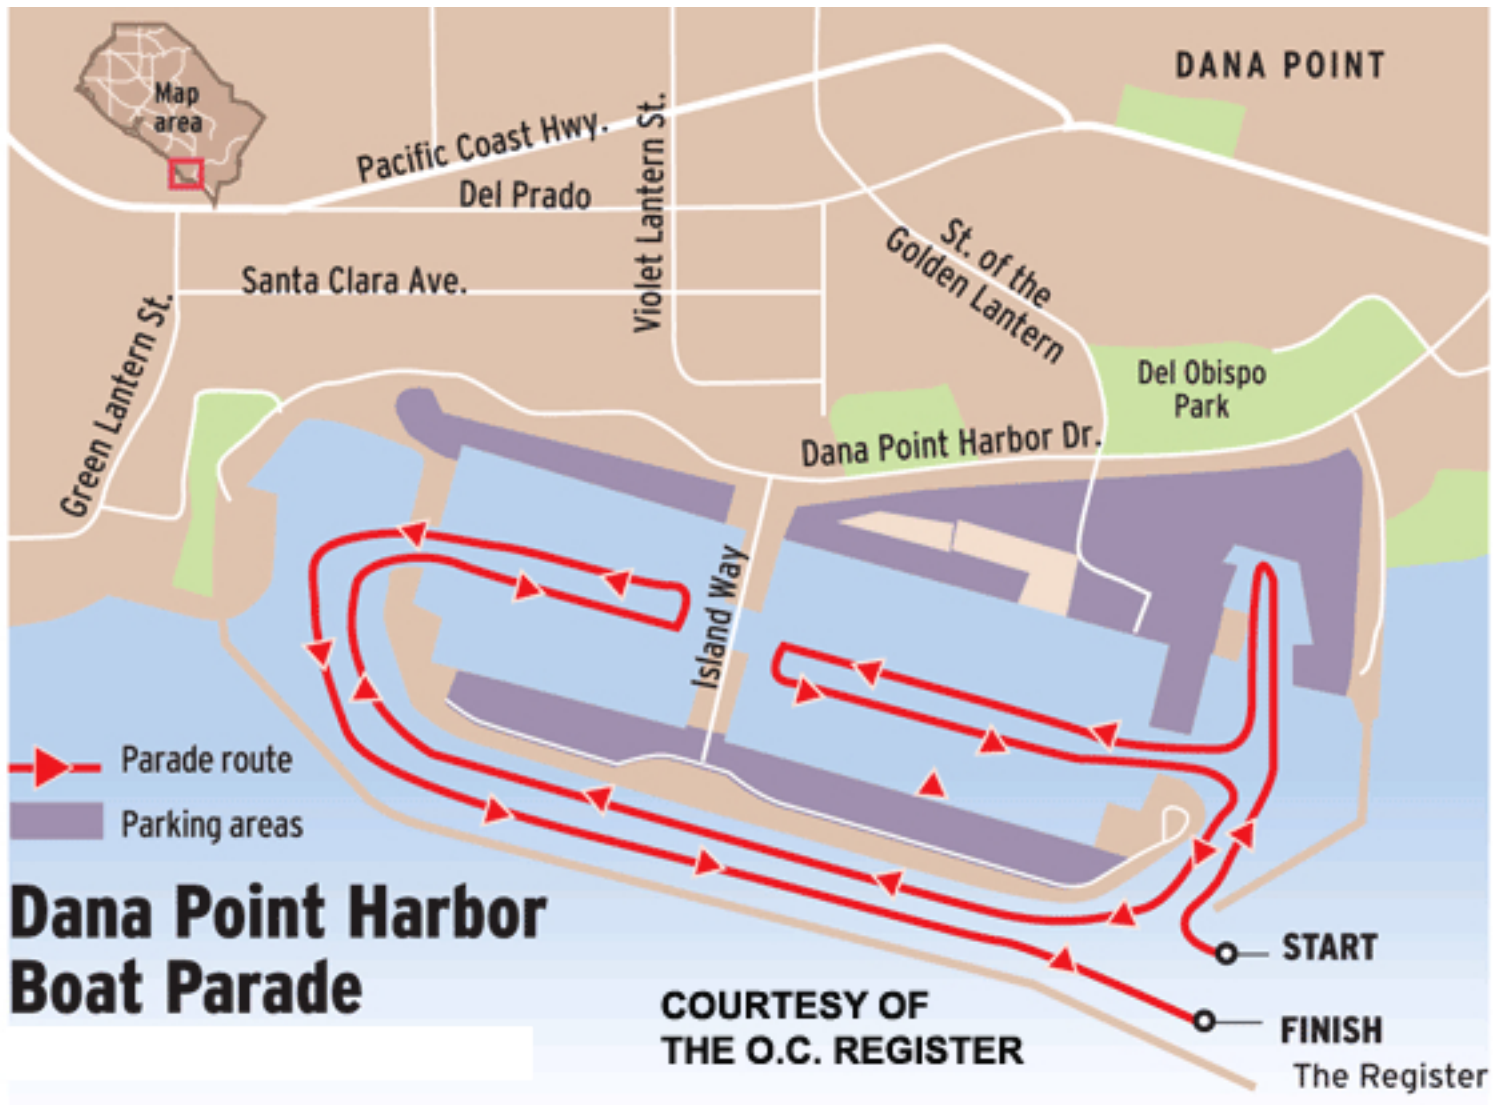 Map
area
DANA POINT
Pacific Coast Hwy.
Del Prado
Violet Lantern St.
St. of the
Golden Lantern
Santa Clara Ave.
Green Lantern St.
Del Obispo
Park
Dana Point Harbor Dr.
Island Way
Parade route
Parking areas
Dana Point Harbor
Boat Parade
START
COURTESY OF
THE O.C. REGISTER
FINISH
The Register